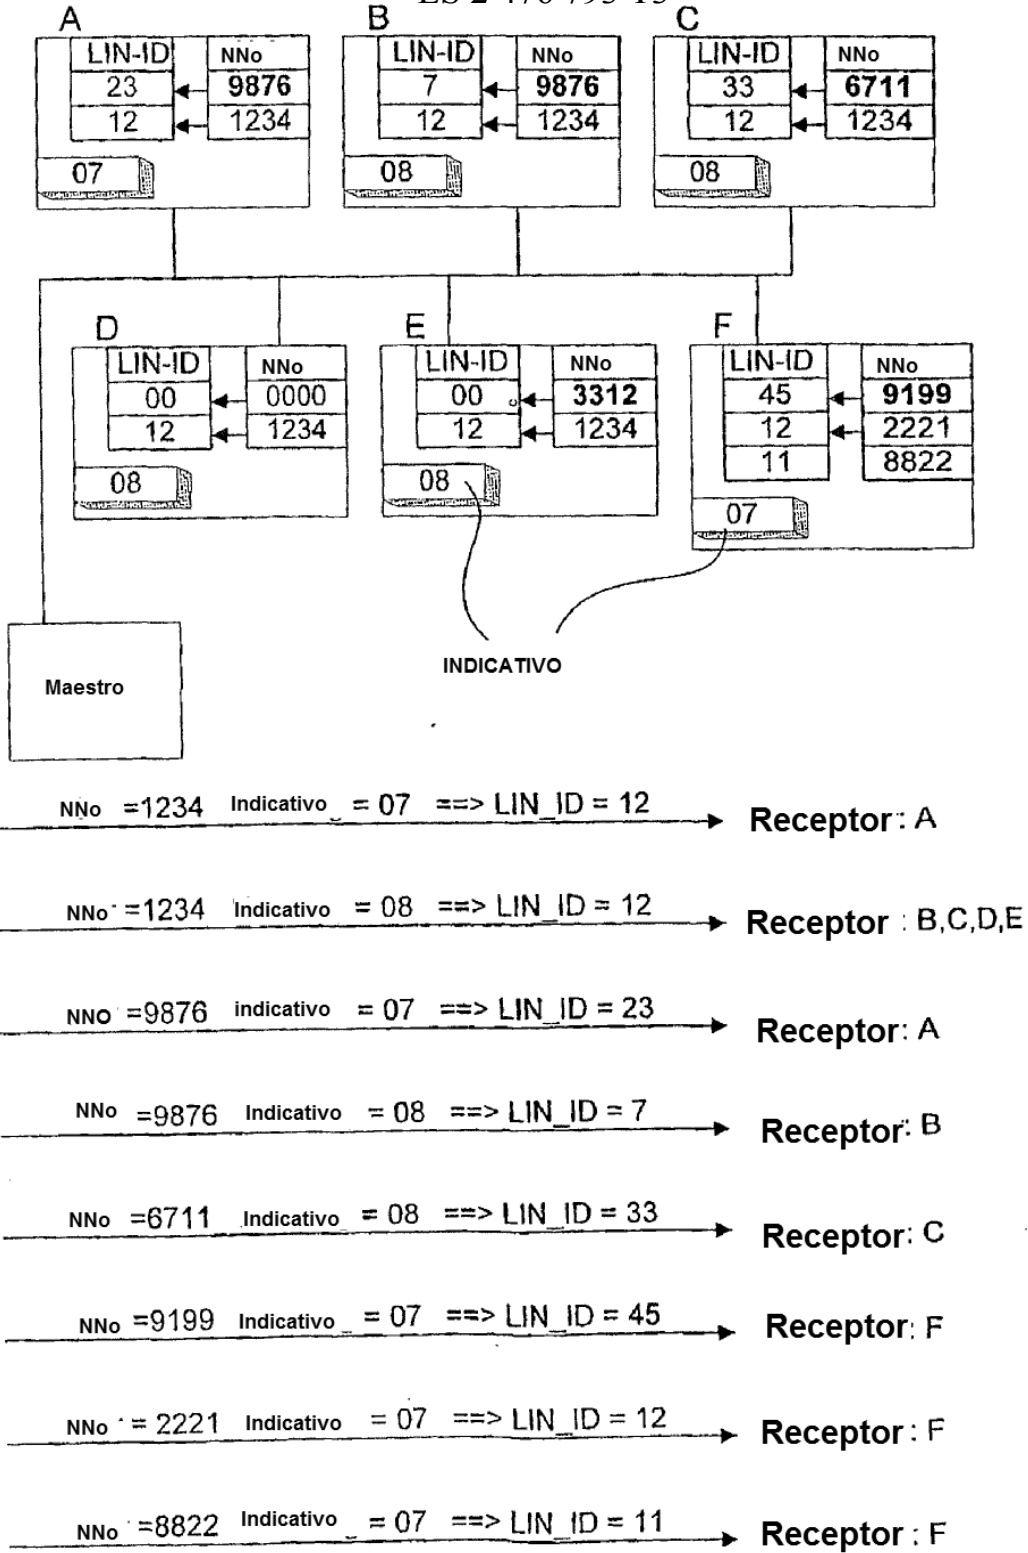 A B C
LIN-ID NNo LIN-ID NNo LIN-ID NNo
23 9876 7 9876 33 6711
12 1234 12 1234 12 1234
07 08 08
D E F
LIN-ID NNo LIN-ID NNo LIN-ID NNo
00 0000 00 3312 45 9199
12 1234 12 1234 12 2221
11 8822
08 08 07
INDICATIVO
Maestro
NNo =1234 Indicativo = 07 ==> LIN_ID = 12 Receptor: A
NNo =1234 Indicativo = 08 ==> LIN_ID = 12 Receptor : B,C,D,E
NNO =9876 indicativo = 07 ==> LIN_ID = 23 Receptor: A
NNo =9876 Indicativo = 08 ==> LIN_ID = 7 Receptor: B
NNo =6711 Indicativo = 08 ==> LIN_ID = 33 Receptor: C
NNo =9199 Indicativo = 07 ==> LIN_ID = 45 Receptor: F
NNo = 2221 Indicativo = 07 ==> LIN_ID = 12 Receptor: F
NNo =8822 Indicativo = 07 ==> LIN_ID = 11 Receptor : F